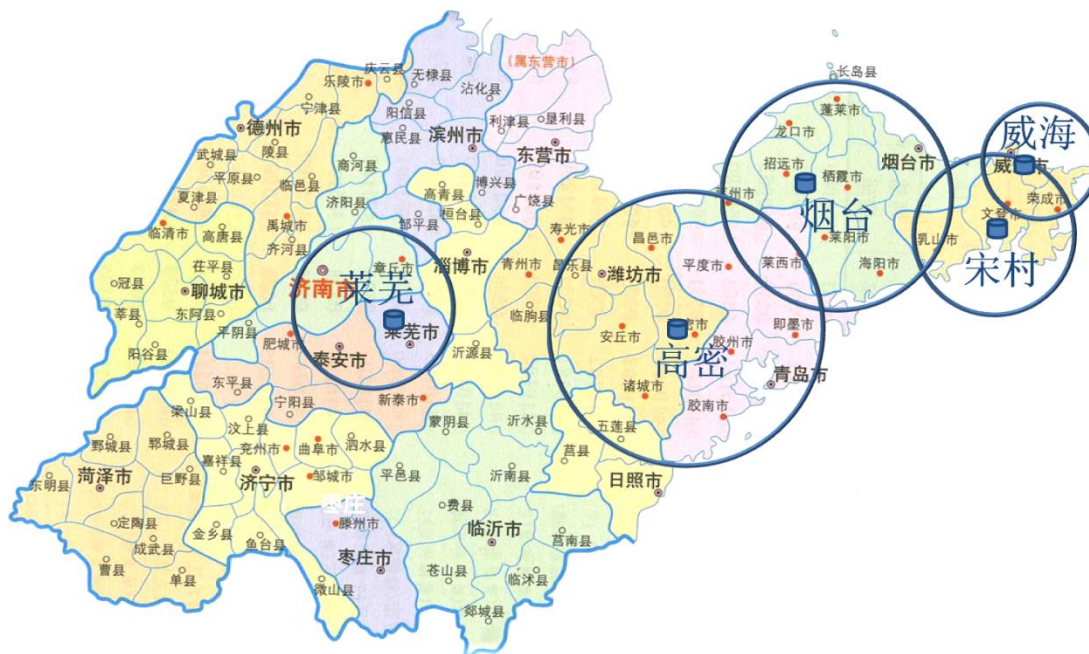 (属东营市)
长岛县
庆云县
无棣县
乐陵市
沾化县
宁津县
阳信县
德州市
惠民县
滨州市
利津县
垦利县
东营市
陵县
武城县
平原县
临邑县
商河县
夏津县
济阳县
高青县
博兴县
桓台县
邹平县
广饶县
临清市
高唐县
禹城市
齐河县
章丘市
淄博市
寿光市
青州市
昌乐县
昌邑市
潍坊市
冠县
茌平县
聊城市
济南市
莱芜
莱芜市
临朐县
莘县
东阿县
平阴县
肥城市
泰安市
沂源县
安丘市
高密
阳谷县
东平县
宁阳县
新泰市
诸城市
蓬莱市
龙口市
招远市
栖霞市
烟台市
烟台
莱阳市
莱西市
海阳市
平度市
即墨市
胶州市
青岛市
胶南市
威海
荣成市
文登市
乳山市
宋村
梁山县
汶上县
泗水县
蒙阴县
沂水县
五莲县
莒县
鄄城县
郓城县
嘉祥县
兖州市
曲阜市
邹城市
平邑县
沂南县
日照市
东明县
菏泽市
巨野县
济宁市
枣庄
滕州市
费县
临沂市
定陶县
成武县
金乡县
鱼台县
枣庄市
莒南县
曹县
单县
微山县
苍山县
临沭县
郯城县